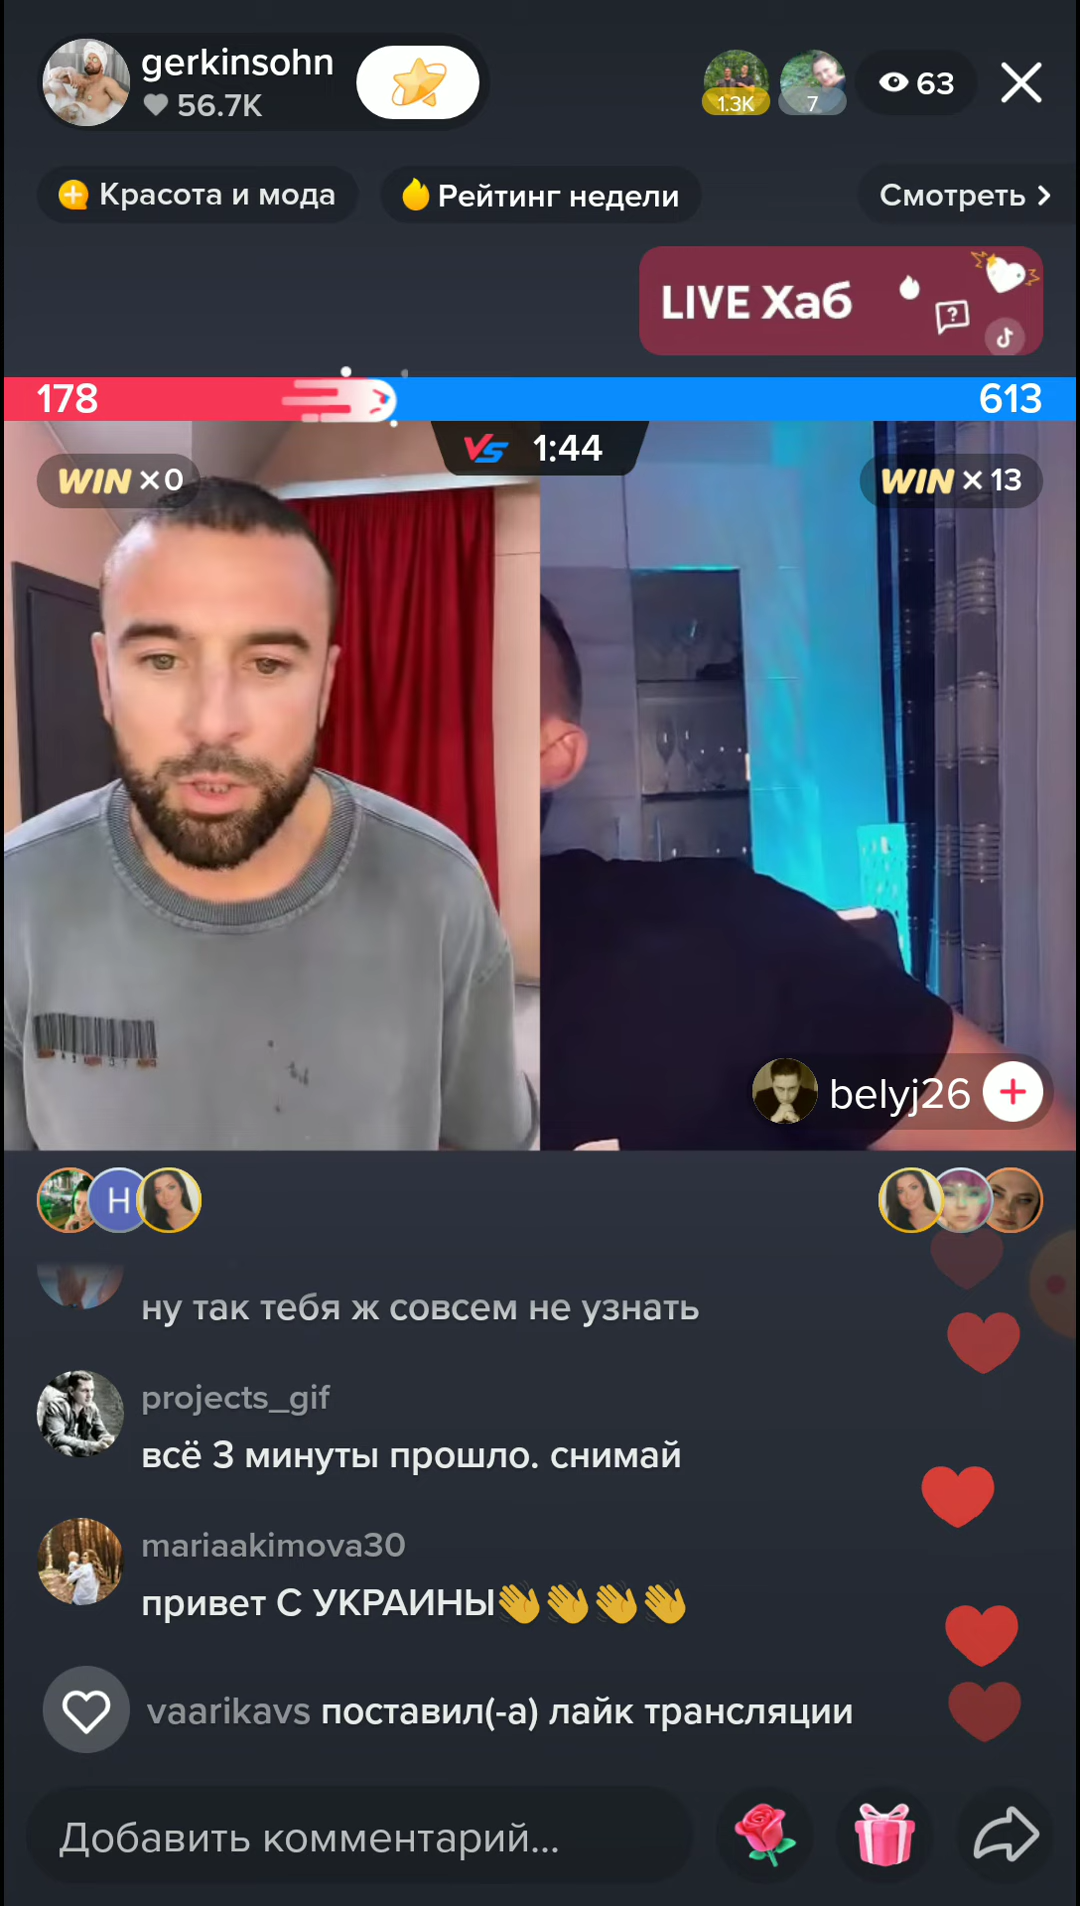 gerkinsohn
56.7K
1.3K
7
63
Красота и мода
Рейтинг недели
Смотреть >
LIVE Хаб
?
178
613
VS 1:44
WIN ×0
WIN × 13
belyj26 +
H
ну так тебя ж совсем не узнать
projects_gif
всё 3 минуты прошло. снимай
mariaakimova30
привет С УКРАИНЫ👋👋👋👋
vaarikavs поставил(-а) лайк трансляции
Добавить комментарий...